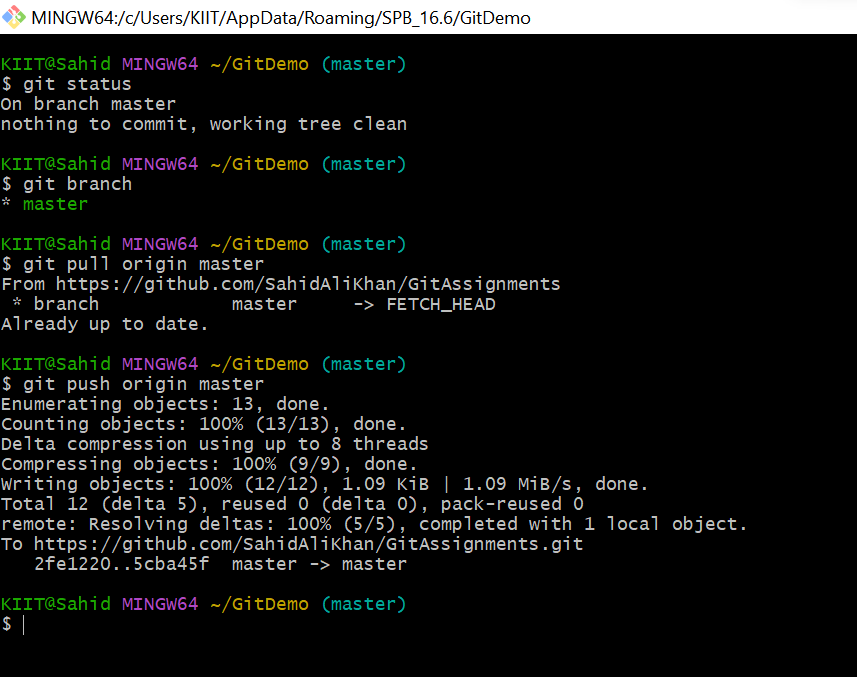 MINGW64:/c/Users/KIIT/AppData/Roaming/SPB_16.6/GitDemo
KIIT@Sahid MINGW64 ~/GitDemo (master)
$ git status
On branch master
nothing to commit, working tree clean
KIIT@Sahid MINGW64 ~/GitDemo (master)
$ git branch
* master
KIIT@Sahid MINGW64 ~/GitDemo (master)
$ git pull origin master
From https://github.com/SahidAliKhan/GitAssignments
 * branch            master     -> FETCH_HEAD
Already up to date.
KIIT@Sahid MINGW64 ~/GitDemo (master)
$ git push origin master
Enumerating objects: 13, done.
Counting objects: 100% (13/13), done.
Delta compression using up to 8 threads
Compressing objects: 100% (9/9), done.
Writing objects: 100% (12/12), 1.09 KiB | 1.09 MiB/s, done.
Total 12 (delta 5), reused 0 (delta 0), pack-reused 0
remote: Resolving deltas: 100% (5/5), completed with 1 local object.
To https://github.com/SahidAliKhan/GitAssignments.git
   2fe1220..5cba45f  master -> master
KIIT@Sahid MINGW64 ~/GitDemo (master)
$